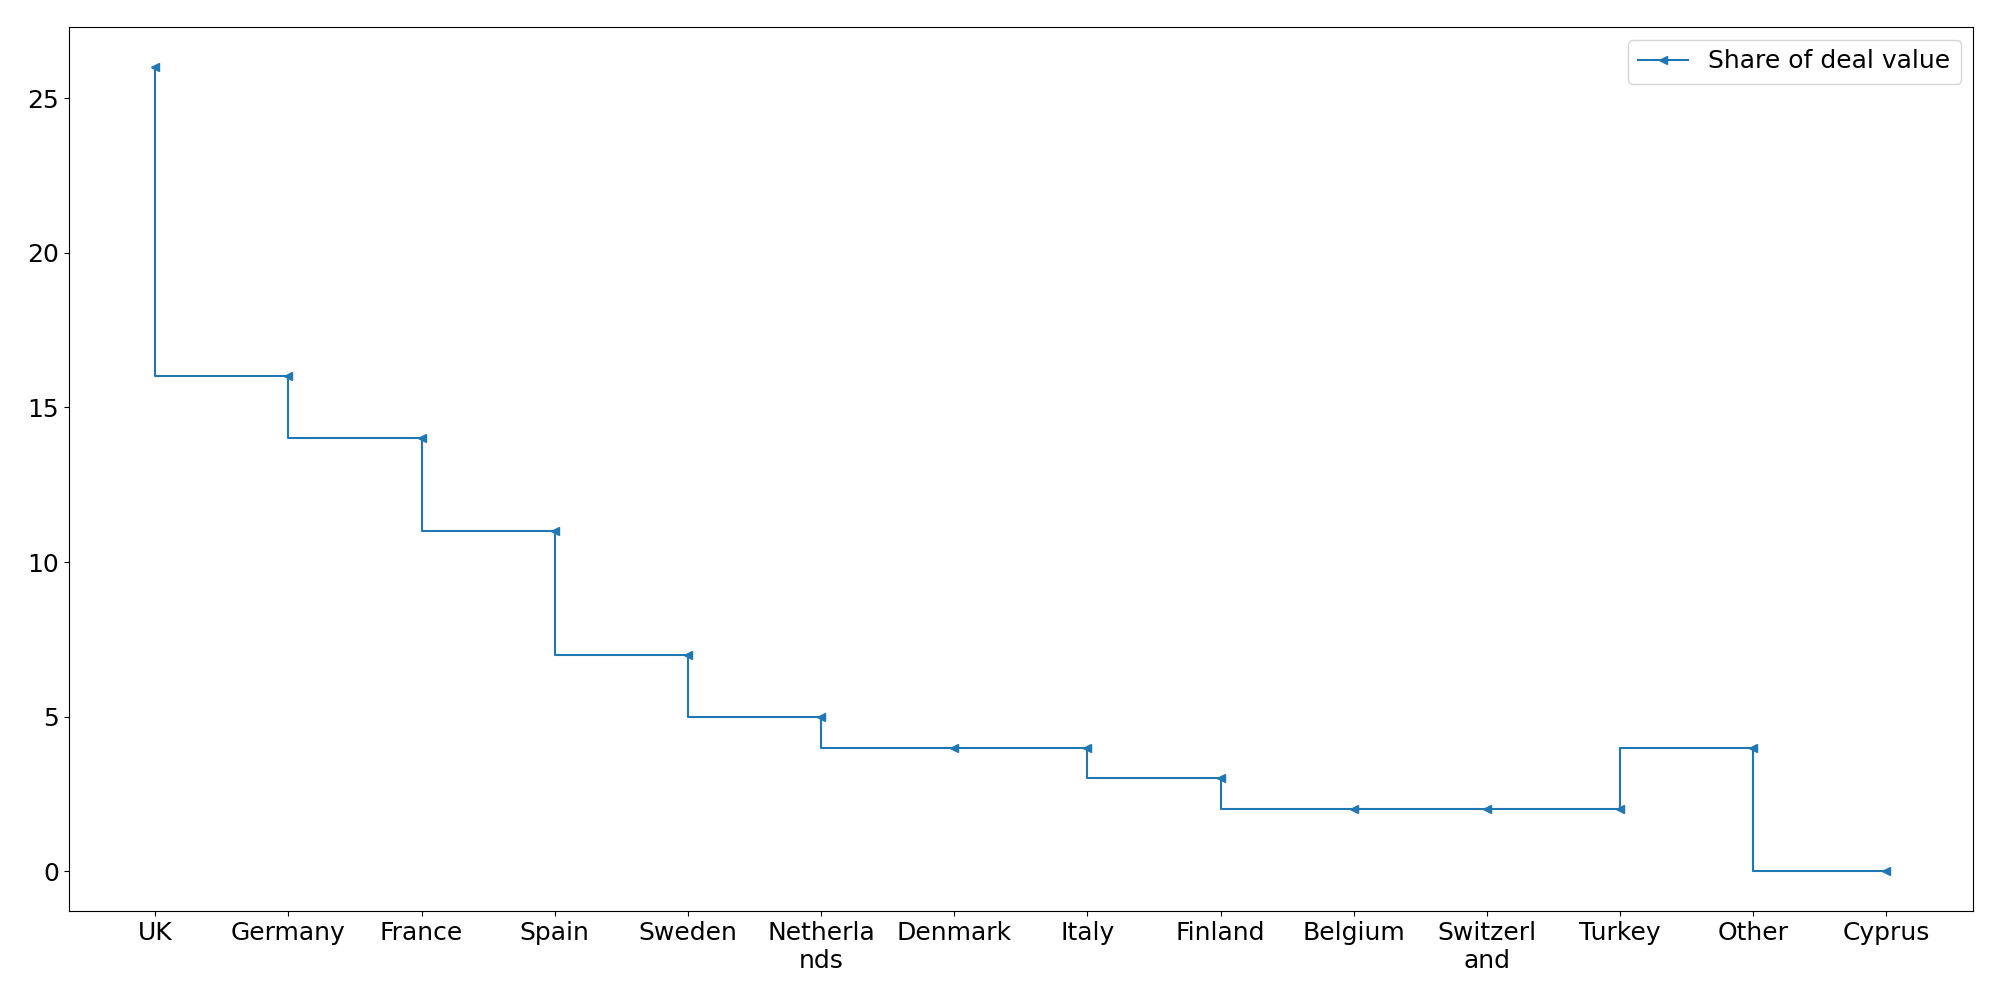 Share of deal value
25
20
15
10
5
0
UK Germany France Spain Sweden Netherla Denmark Italy Finland Belgium Switzerl Turkey Other Cyprus
nds and